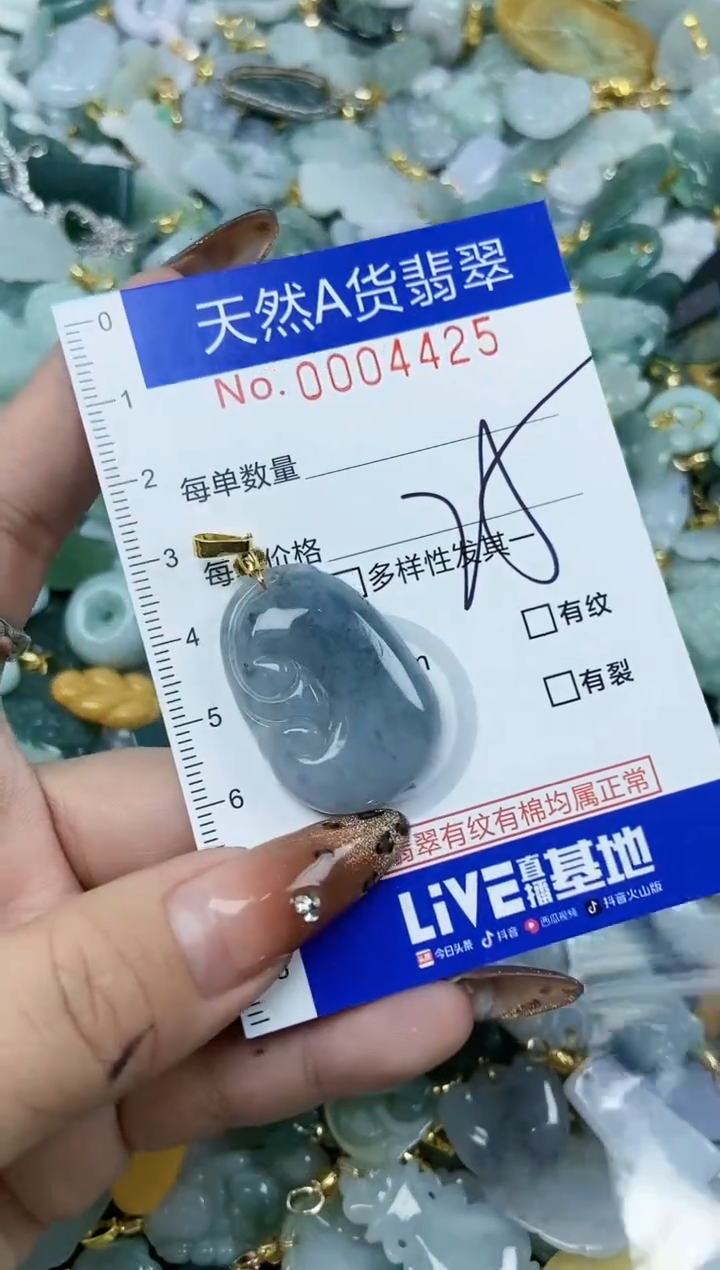 天然A货翡翠
No. 0004425
0
1
2
3
4
5
6
每单数量
价格
多样性发其一
有纹
有裂
翡翠有纹有棉均属正常
LiVE直播基地
头条 今日头条 抖音 西瓜视频 抖音火山版